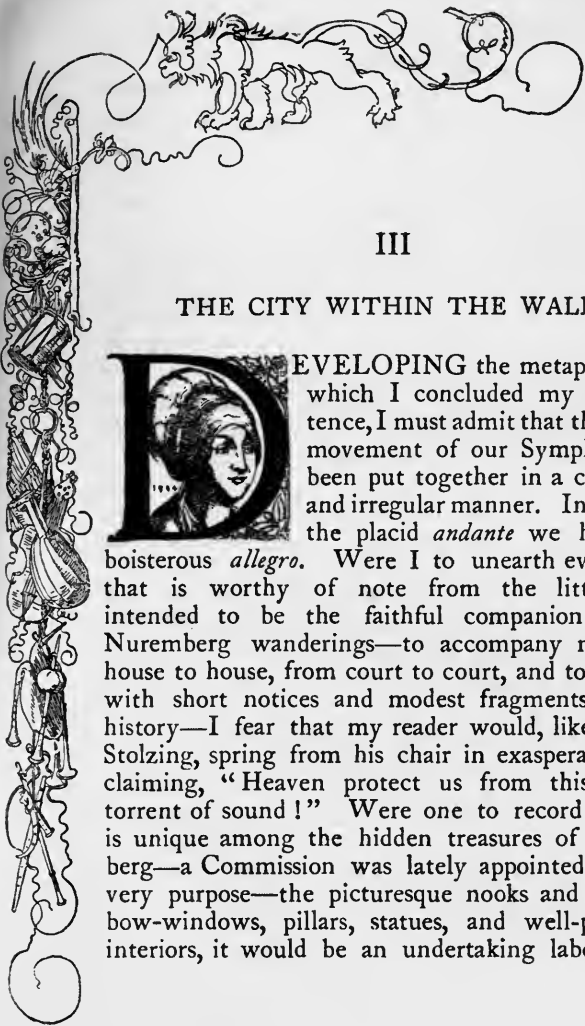 III
THE CITY WITHIN THE WALL
DEVELOPING the metap
which I concluded my
tence, I must admit that th
movement of our Symph
been put together in a c
and irregular manner. In
the placid andante we h
boisterous allegro. Were I to unearth ev
that is worthy of note from the litt
intended to be the faithful companion
Nuremberg wanderings—to accompany m
house to house, from court to court, and to
with short notices and modest fragments
history—I fear that my reader would, like
Stolzing, spring from his chair in exaspera
claiming, “Heaven protect us from this
torrent of sound!” Were one to record
is unique among the hidden treasures of
berg—a Commission was lately appointed
very purpose—the picturesque nooks and
bow-windows, pillars, statues, and well-p
interiors, it would be an undertaking labo